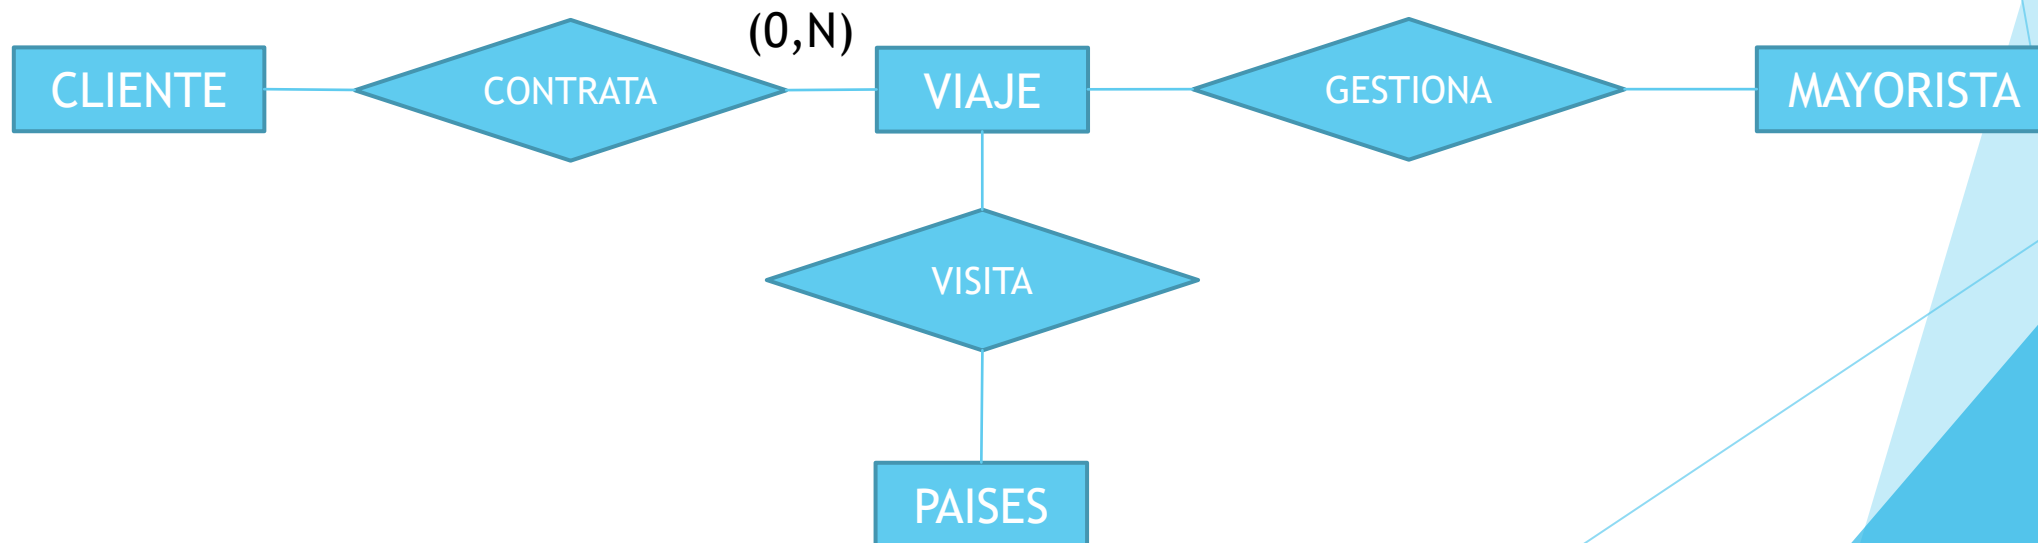 (0,N)
CLIENTE
CONTRATA
VIAJE
GESTIONA
MAYORISTA
VISITA
PAISES